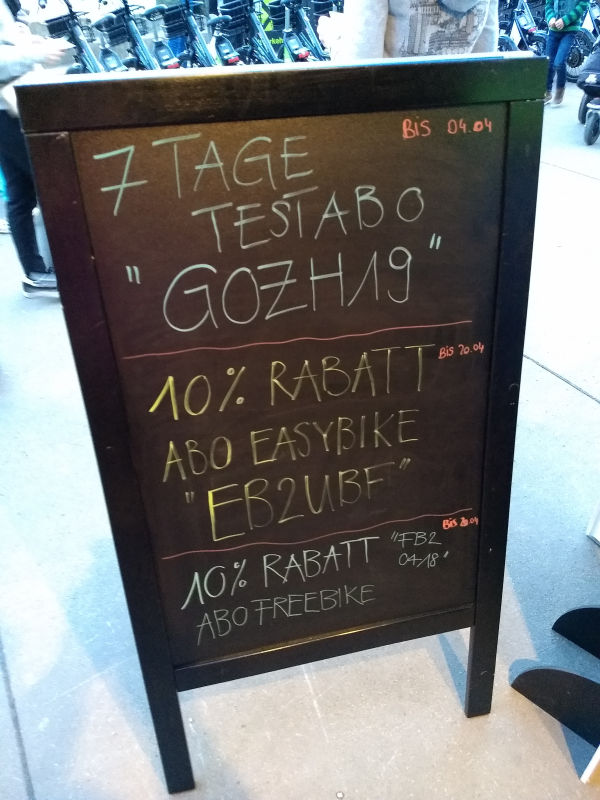 BIS 04.04
7 TAGE
TESTABO
"GOZH19"
10% RABATT BIS 20.04
ABO EASYBIKE
"EB2UBF"
BIS 20.04
10% RABATT "FB2
04/18"
ABO FREEBIKE